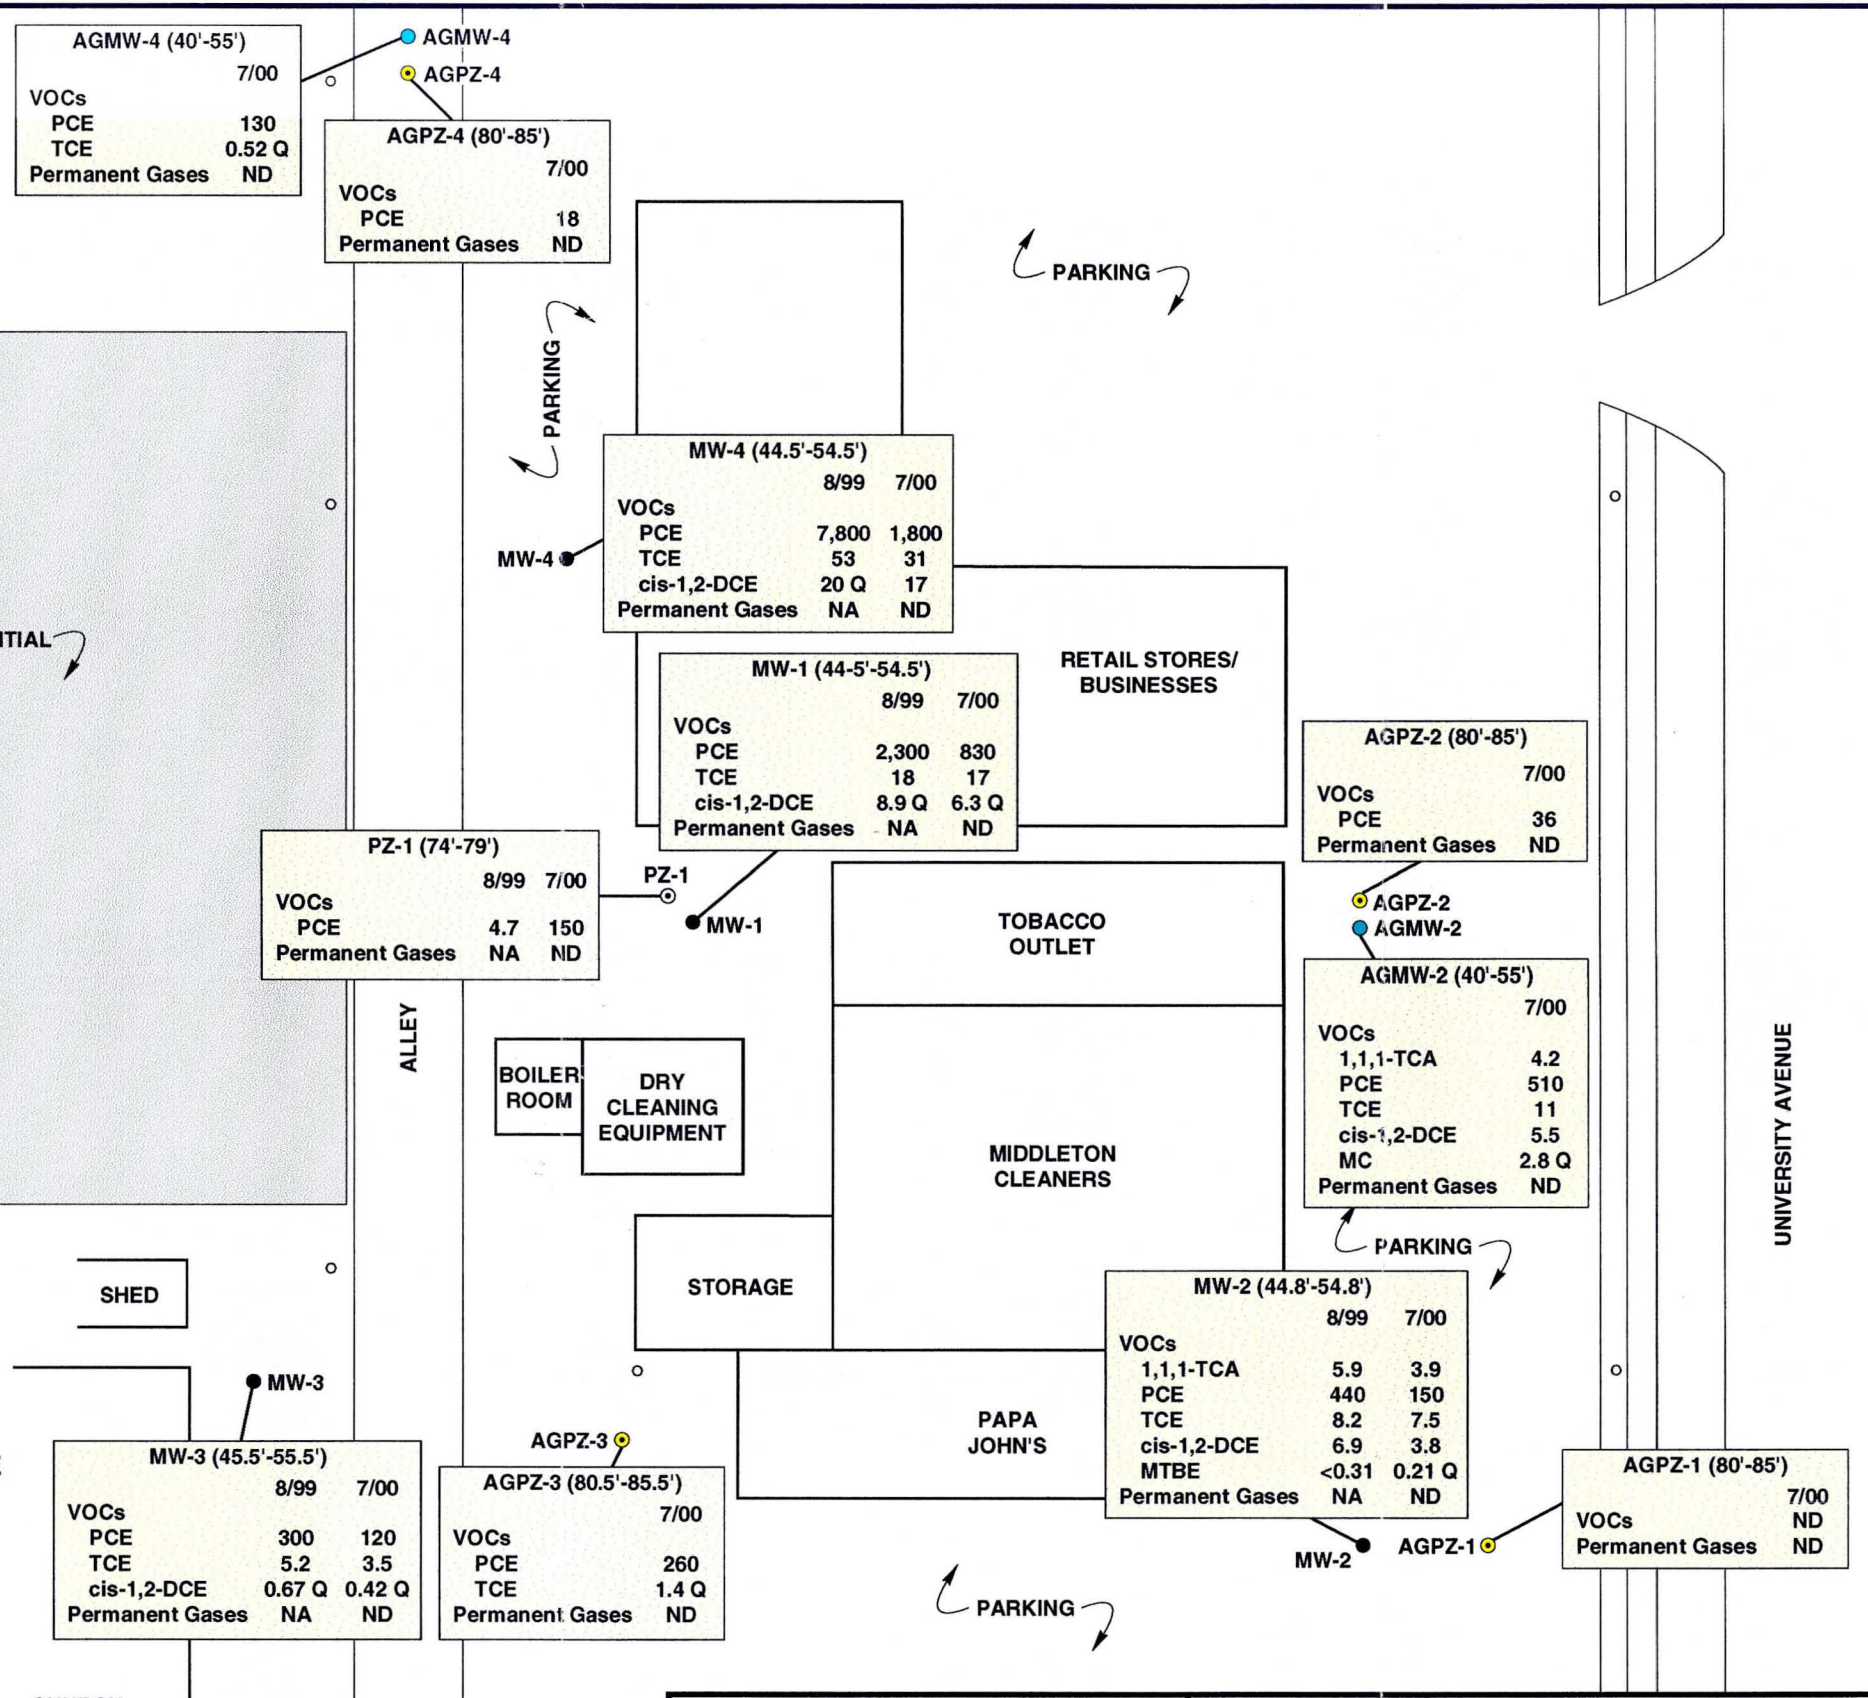 AGMW-4 (40'-55')
7/00
VOCs
PCE 130
TCE 0.52 Q
Permanent Gases ND
AGMW-4
AGPZ-4
AGPZ-4 (80'-85')
7/00
VOCs
PCE 18
Permanent Gases ND
PARKING
PARKING
MW-4 (44.5'-54.5')
8/99 7/00
VOCs
PCE 7,800 1,800
TCE 53 31
cis-1,2-DCE 20 Q 17
Permanent Gases NA ND
MW-4
RETAIL STORES/
BUSINESSES
MW-1 (44-5'-54.5')
8/99 7/00
VOCs
PCE 2,300 830
TCE 18 17
cis-1,2-DCE 8.9 Q 6.3 Q
Permanent Gases NA ND
AGPZ-2 (80'-85')
7/00
VOCs
PCE 36
Permanent Gases ND
PZ-1 (74'-79')
8/99 7/00
VOCs
PCE 4.7 150
Permanent Gases NA ND
PZ-1
MW-1
TOBACCO
OUTLET
AGPZ-2
AGMW-2
AGMW-2 (40'-55')
7/00
VOCs
1,1,1-TCA 4.2
PCE 510
TCE 11
cis-1,2-DCE 5.5
MC 2.8 Q
Permanent Gases ND
ALLEY
BOILER
ROOM
DRY
CLEANING
EQUIPMENT
MIDDLETON
CLEANERS
UNIVERSITY AVENUE
PARKING
SHED
STORAGE
MW-2 (44.8'-54.8')
8/99 7/00
VOCs
1,1,1-TCA 5.9 3.9
PCE 440 150
TCE 8.2 7.5
cis-1,2-DCE 6.9 3.8
MTBE <0.31 0.21 Q
Permanent Gases NA ND
MW-3
MW-3 (45.5'-55.5')
8/99 7/00
VOCs
PCE 300 120
TCE 5.2 3.5
cis-1,2-DCE 0.67 Q 0.42 Q
Permanent Gases NA ND
AGPZ-3
AGPZ-3 (80.5'-85.5')
7/00
VOCs
PCE 260
TCE 1.4 Q
Permanent Gases ND
PAPA
JOHN'S
MW-2
AGPZ-1
AGPZ-1 (80'-85')
7/00
VOCs ND
Permanent Gases ND
PARKING